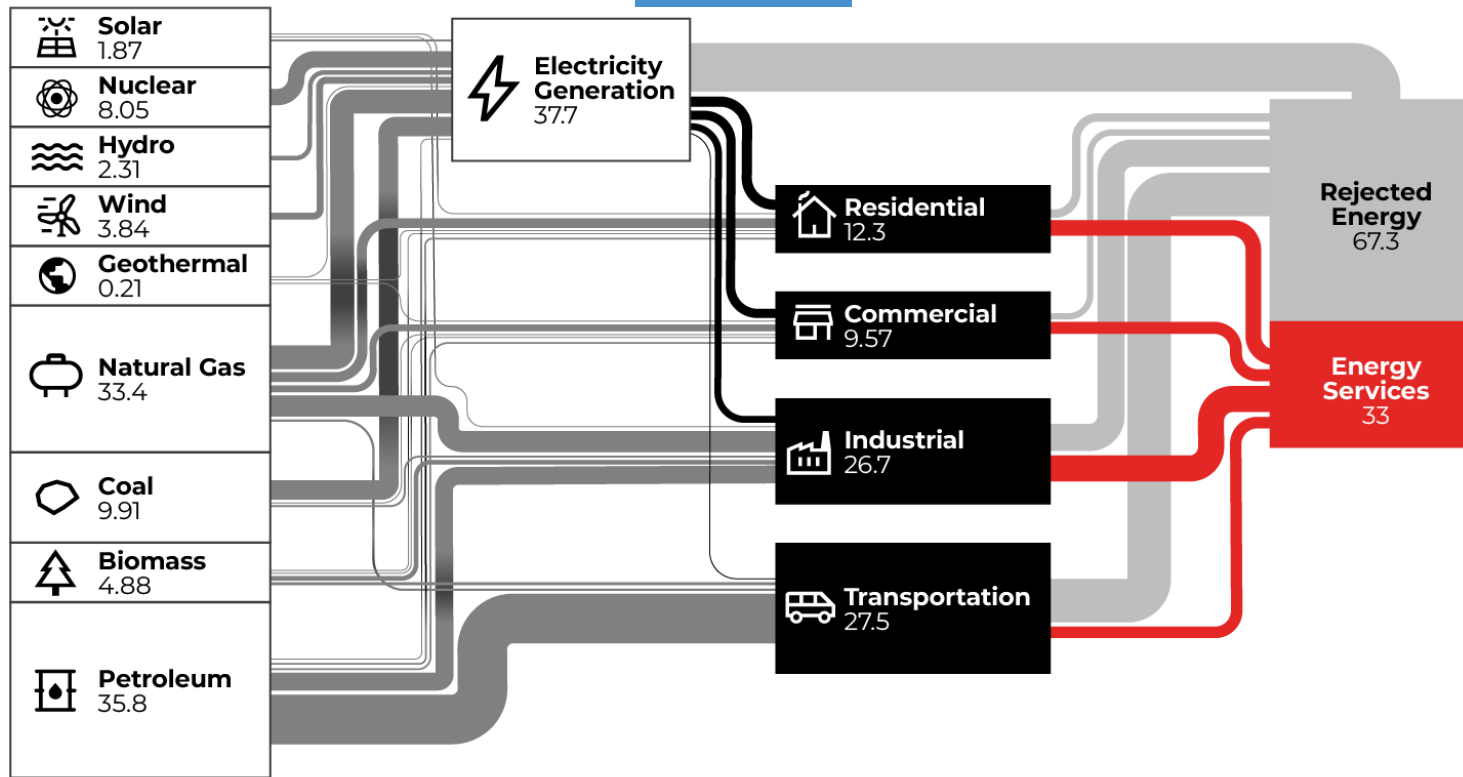 Solar
1.87
Nuclear
8.05
Hydro
2.31
Wind
3.84
Geothermal
0.21
Natural Gas
33.4
Coal
9.91
Biomass
4.88
Petroleum
35.8
Electricity
Generation
37.7
Residential
12.3
Commercial
9.57
Industrial
26.7
Transportation
27.5
Rejected
Energy
67.3
Energy
Services
33